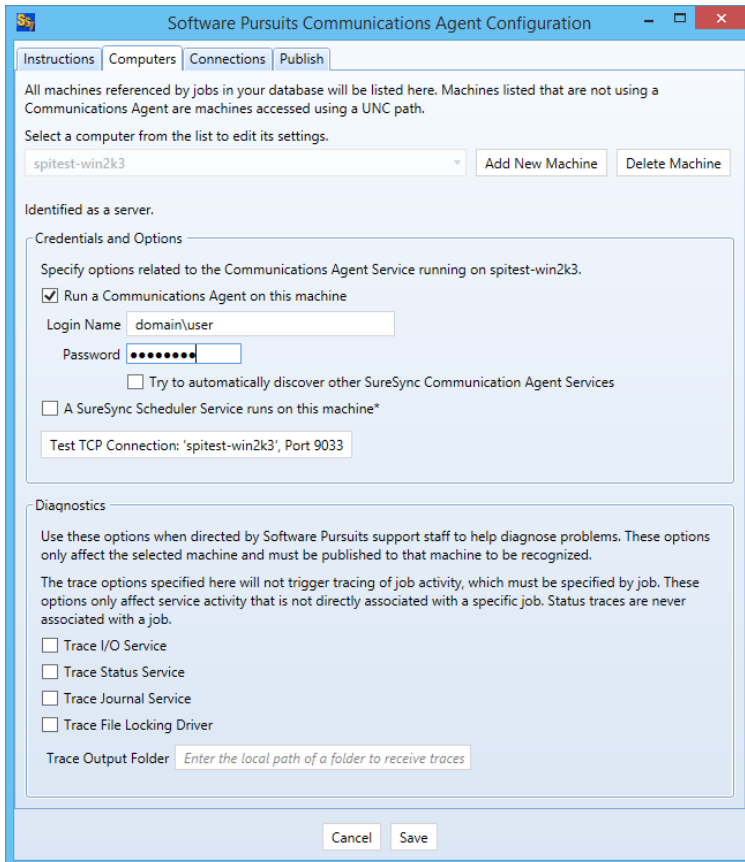 Software Pursuits Communications Agent Configuration
Instructions Computers Connections Publish
All machines referenced by jobs in your database will be listed here. Machines listed that are not using a
Communications Agent are machines accessed using a UNC path.
Select a computer from the list to edit its settings.
spitest-win2k3 Add New Machine Delete Machine
Identified as a server.
Credentials and Options
Specify options related to the Communications Agent Service running on spitest-win2k3.
Run a Communications Agent on this machine
Login Name domain\user
Password ●●●●●●●●
Try to automatically discover other SureSync Communication Agent Services
A SureSync Scheduler Service runs on this machine*
Test TCP Connection: 'spitest-win2k3', Port 9033
Diagnostics
Use these options when directed by Software Pursuits support staff to help diagnose problems. These options
only affect the selected machine and must be published to that machine to be recognized.
The trace options specified here will not trigger tracing of job activity, which must be specified by job. These
options only affect service activity that is not directly associated with a specific job. Status traces are never
associated with a job.
Trace I/O Service
Trace Status Service
Trace Journal Service
Trace File Locking Driver
Trace Output Folder Enter the local path of a folder to receive traces
Cancel Save